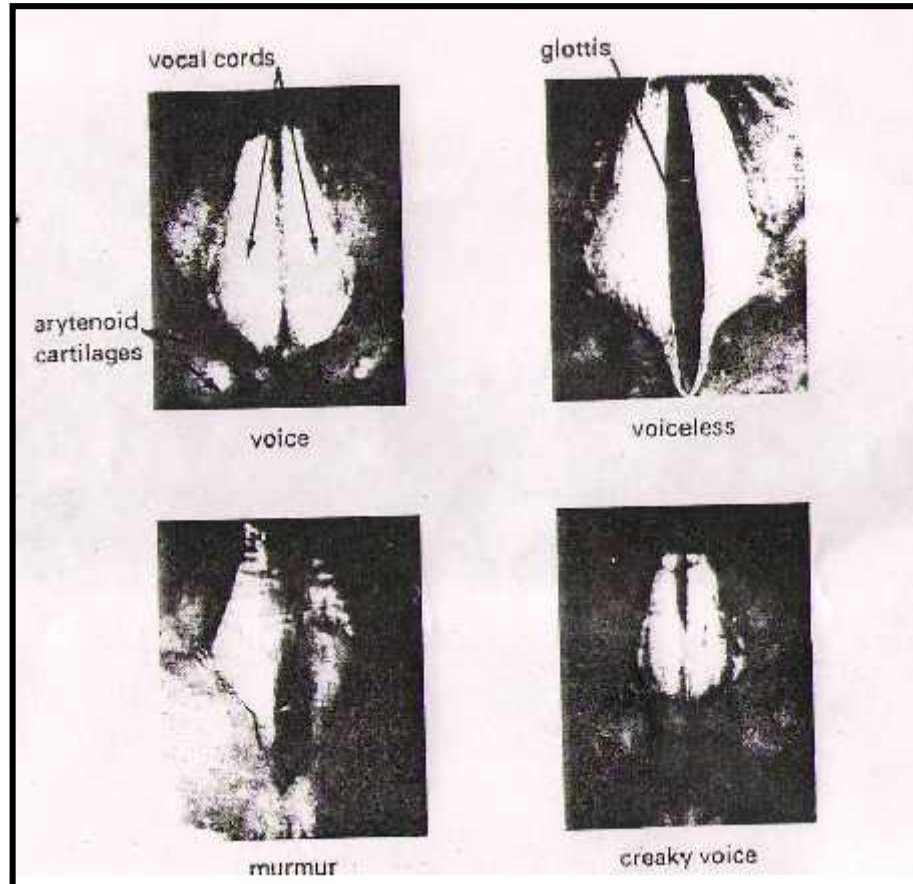 vocal cords
glottis
arytenoid
cartilages
voice
voiceless
murmur
creaky voice